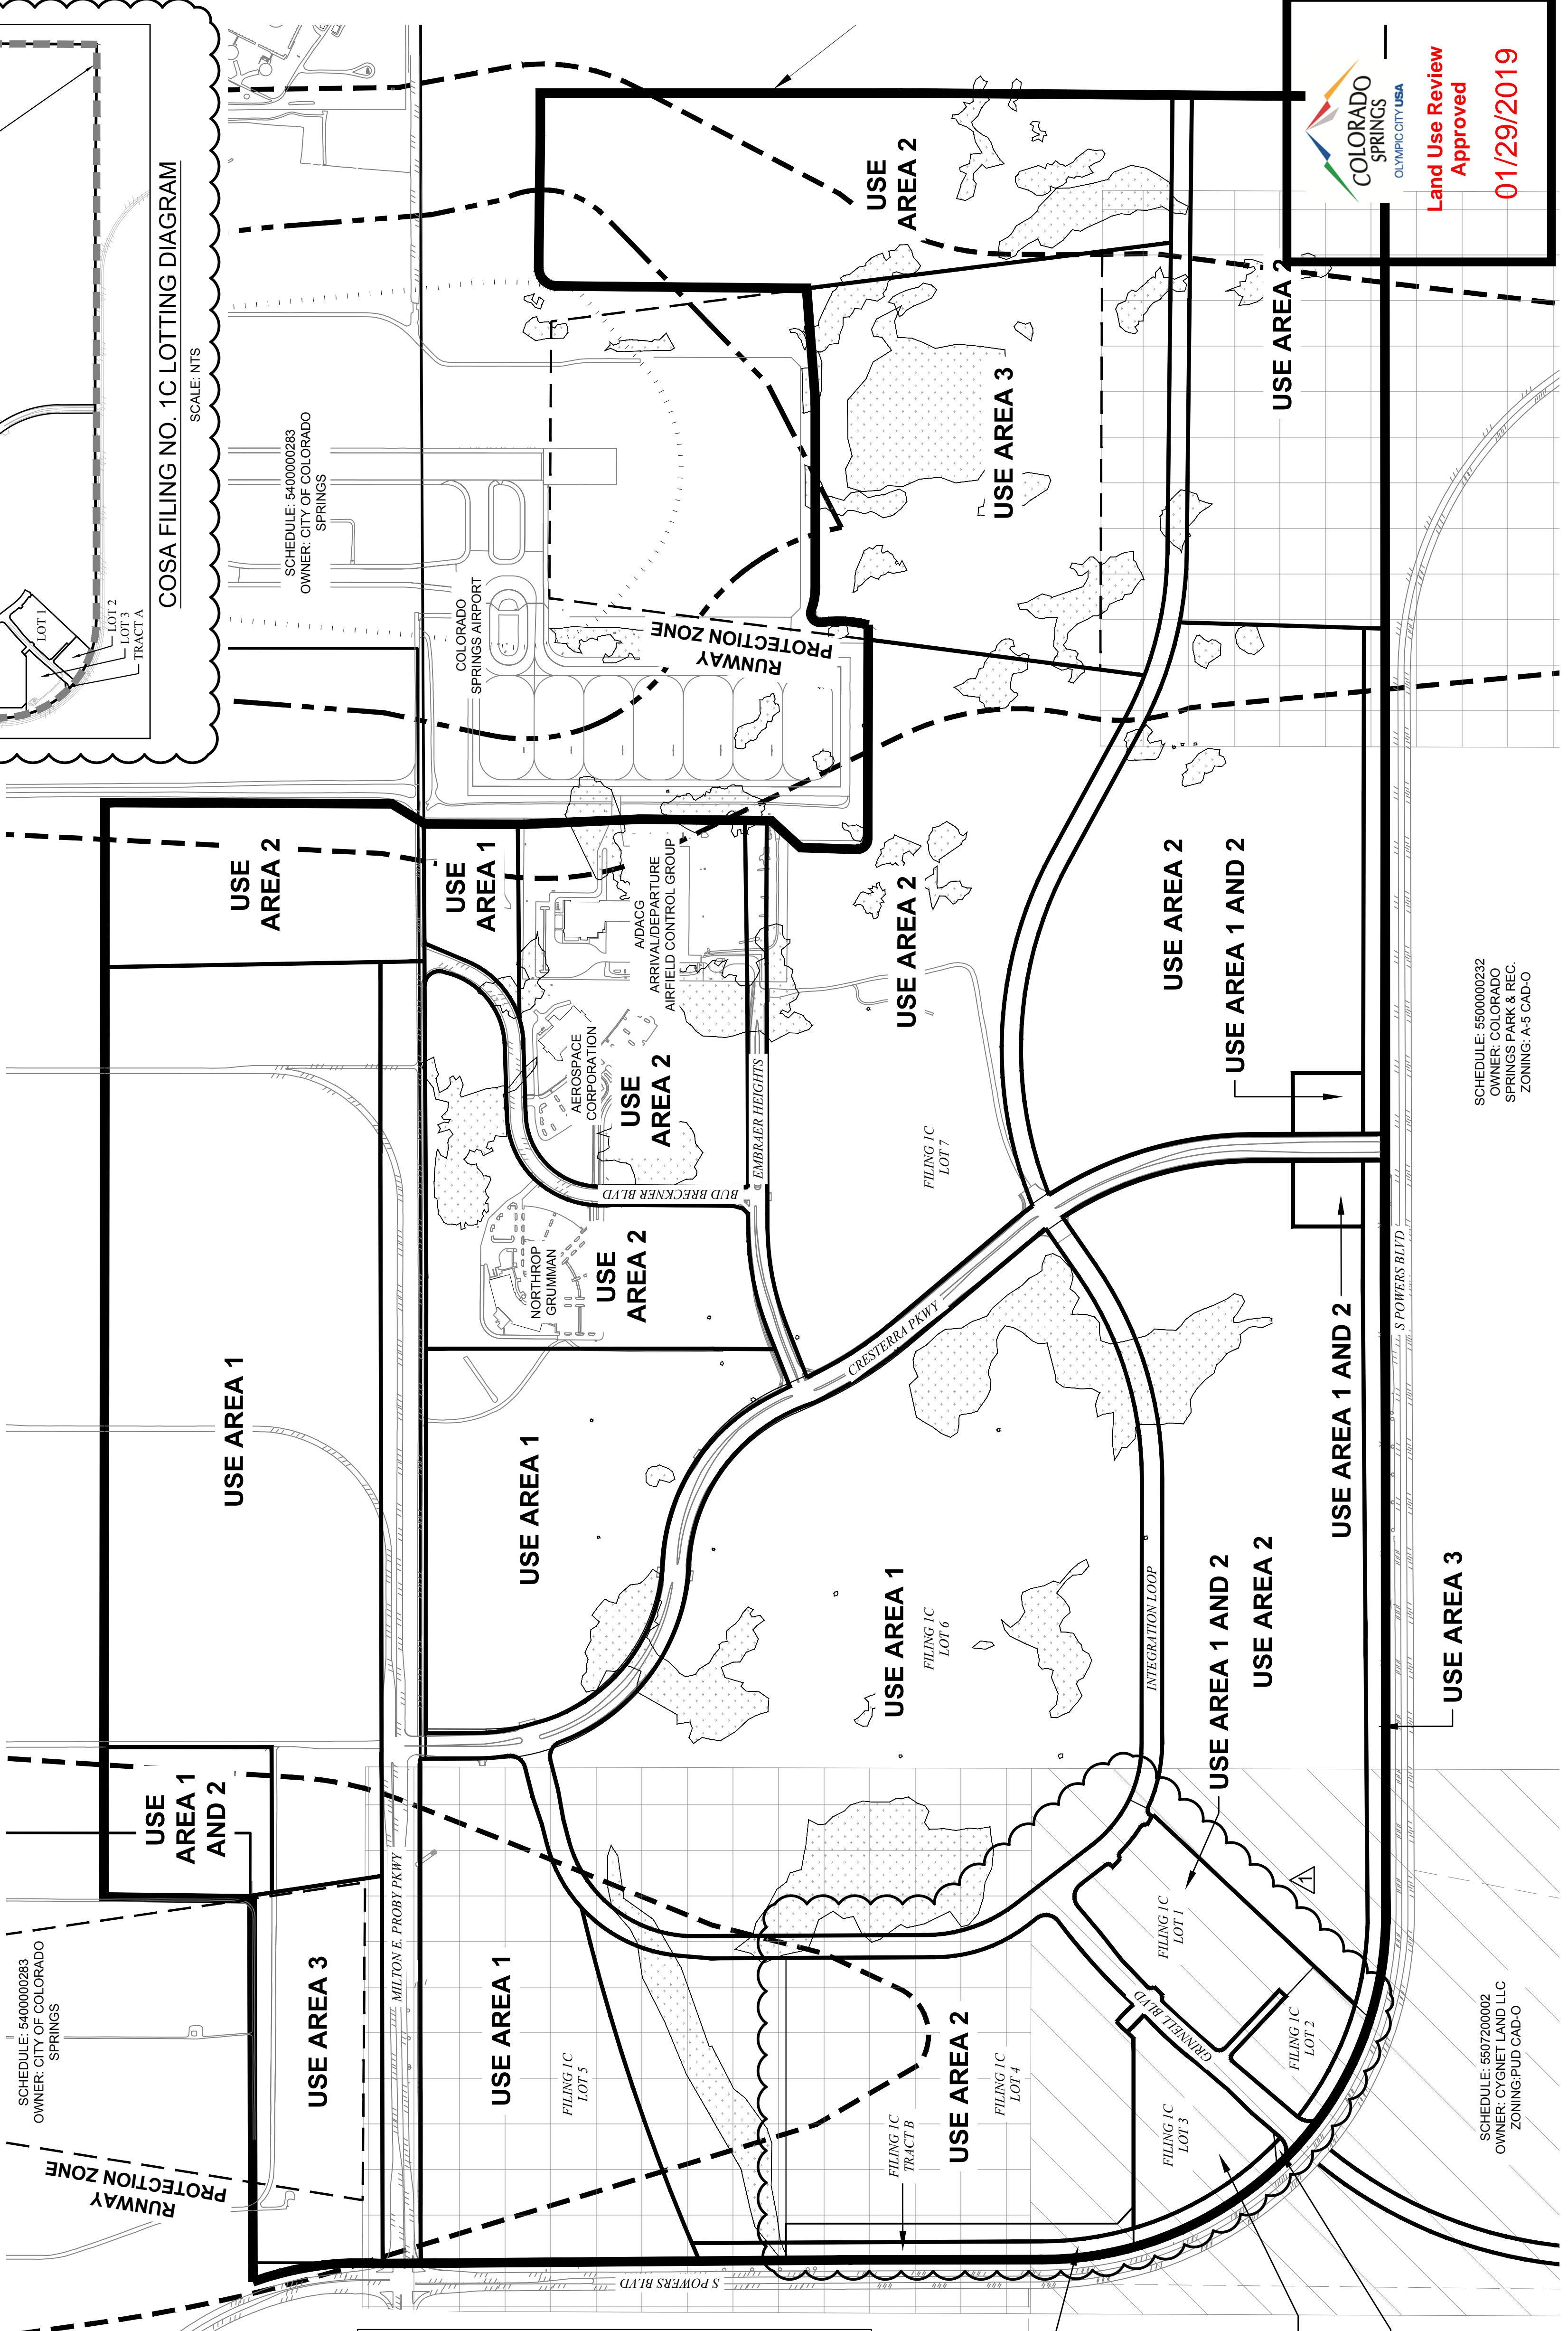 COSA FILING NO. 1C LOTTING DIAGRAM
SCALE: NTS
LOT 1
LOT 2
LOT 3
TRACT A
SCHEDULE: 5400000283
OWNER: CITY OF COLORADO
SPRINGS
COLORADO
SPRINGS AIRPORT
RUNWAY
PROTECTION ZONE
USE
AREA 2
USE AREA 3
USE AREA 2
COLORADO
SPRINGS
OLYMPIC CITY USA
Land Use Review
Approved
01/29/2019
USE
AREA 2
USE
AREA 1
A/DACG
ARRIVAL/DEPARTURE
AIRFIELD CONTROL GROUP
AEROSPACE
CORPORATION
USE
AREA 2
EMBRAER HEIGHTS
BUD BRECKNER BLVD
NORTHROP
GRUMMAN
USE
AREA 2
USE AREA 2
FILING 1C
LOT 7
USE AREA 2
USE AREA 1 AND 2
SCHEDULE: 5500000232
OWNER: COLORADO
SPRINGS PARK & REC.
ZONING: A-5 CAD-O
USE AREA 1
USE AREA 1
CRESTERRA PKWY
S POWERS BLVD
USE AREA 1 AND 2
USE AREA 1
FILING 1C
LOT 6
INTEGRATION LOOP
USE AREA 1 AND 2
USE AREA 2
USE AREA 3
USE
AREA 1
AND 2
MILTON E. PROBY PKWY
SCHEDULE: 5400000283
OWNER: CITY OF COLORADO
SPRINGS
RUNWAY
PROTECTION ZONE
USE AREA 3
USE AREA 1
FILING 1C
LOT 5
FILING 1C
TRACT B
USE AREA 2
FILING 1C
LOT 4
FILING 1C
LOT 1
GRINNELL BLVD
FILING 1C
LOT 2
FILING 1C
LOT 3
1
S POWERS BLVD
SCHEDULE: 5507200002
OWNER: CYGNET LAND LLC
ZONING:PUD CAD-O